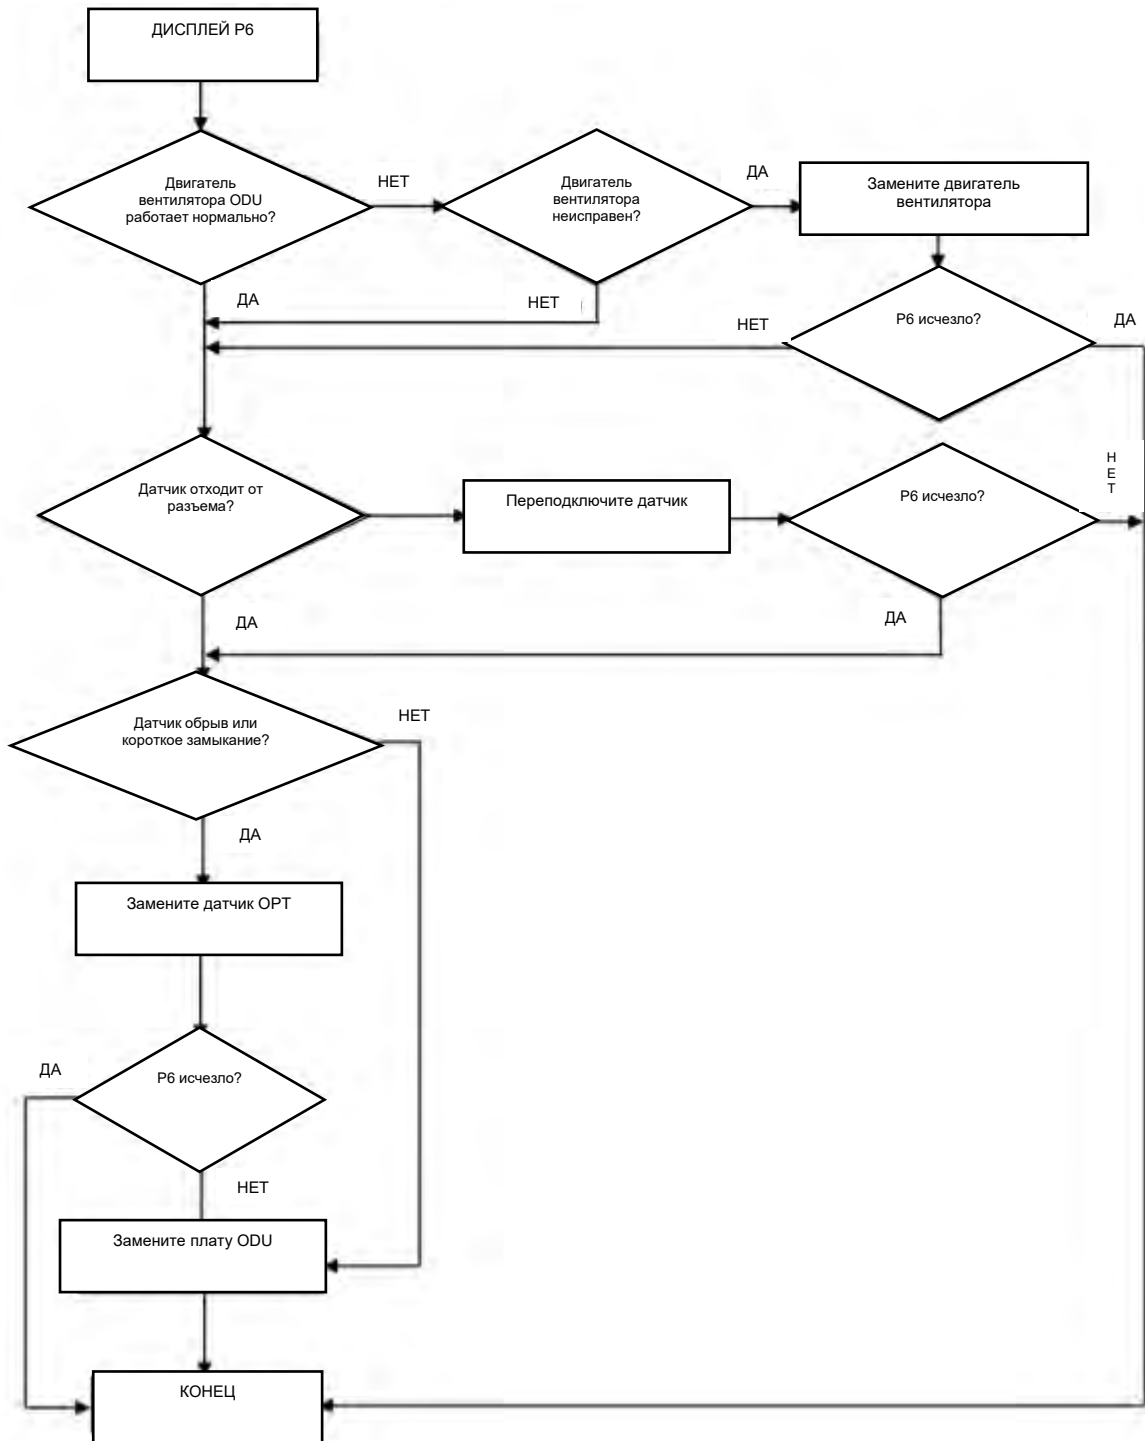 ДИСПЛЕЙ P6
Двигатель
вентилятора ODU
работает нормально?
НЕТ
Двигатель
вентилятора
неисправен?
ДА
Замените двигатель
вентилятора
ДА
НЕТ
НЕТ
P6 исчезло?
ДА
Датчик отходит от
разъема?
Переподключите датчик
P6 исчезло?
Н
Е
Т
ДА
ДА
Датчик обрыв или
короткое замыкание?
НЕТ
ДА
Замените датчик OPT
ДА
P6 исчезло?
НЕТ
Замените плату ODU
КОНЕЦ